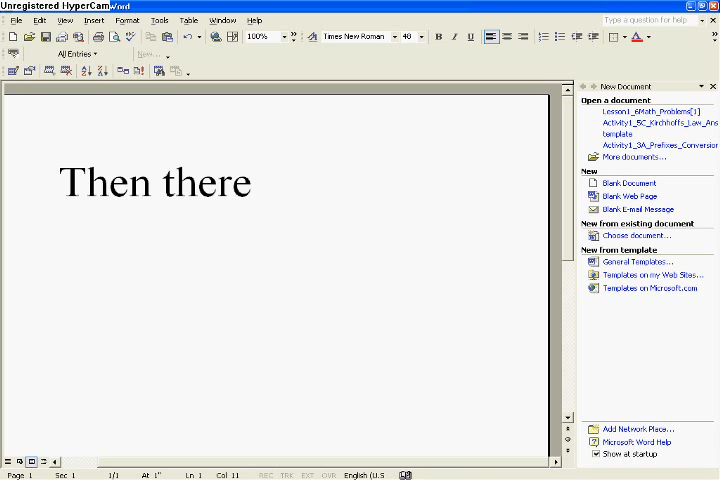 Unregistered HyperCam Word
File Edit View Insert Format Tools Table Window Help Type a question for help
100% Times New Roman 48 B I U A
All Entries New...
New Document
Open a document
Lesson1_6Math_Problems[1]
Activity1_5C_Kirchhoffs_Law_Ans
template
Activity1_3A_Prefixes_Conversion
More documents...
New
Blank Document
Blank Web Page
Blank E-mail Message
New from existing document
Choose document...
New from template
General Templates...
Templates on my Web Sites...
Templates on Microsoft.com
Then there
Add Network Place...
Microsoft Word Help
Show at startup
Page 1 Sec 1 1/1 At 1" Ln 1 Col 11 REC TRK EXT OVR English (U.S